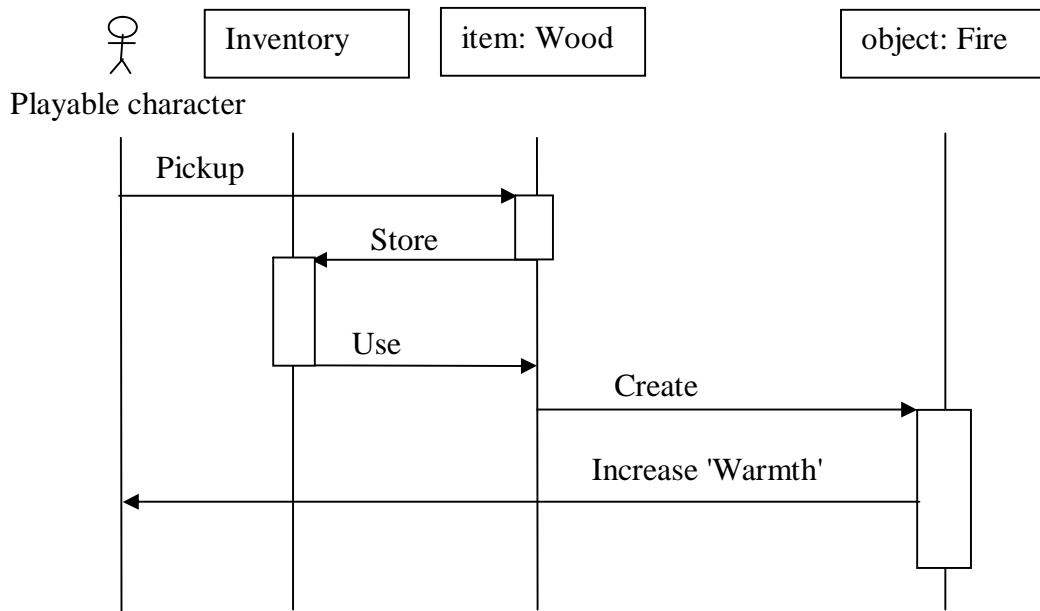 Inventory
item: Wood
object: Fire
Playable character
Pickup
Store
Use
Create
Increase 'Warmth'